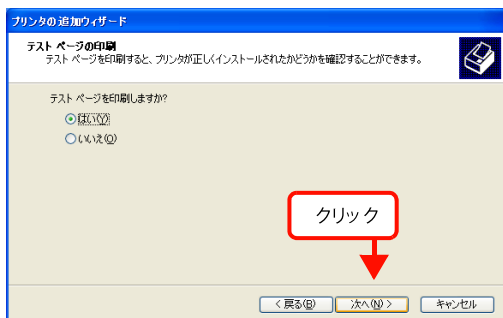 プリンタの追加ウィザード
テスト ページの印刷
テスト ページを印刷すると、プリンタが正しくインストールされたかどうかを確認することができます。
テスト ページを印刷しますか?
はい(Y)
いいえ(O)
クリック
< 戻る(B)
次へ(N) >
キャンセル